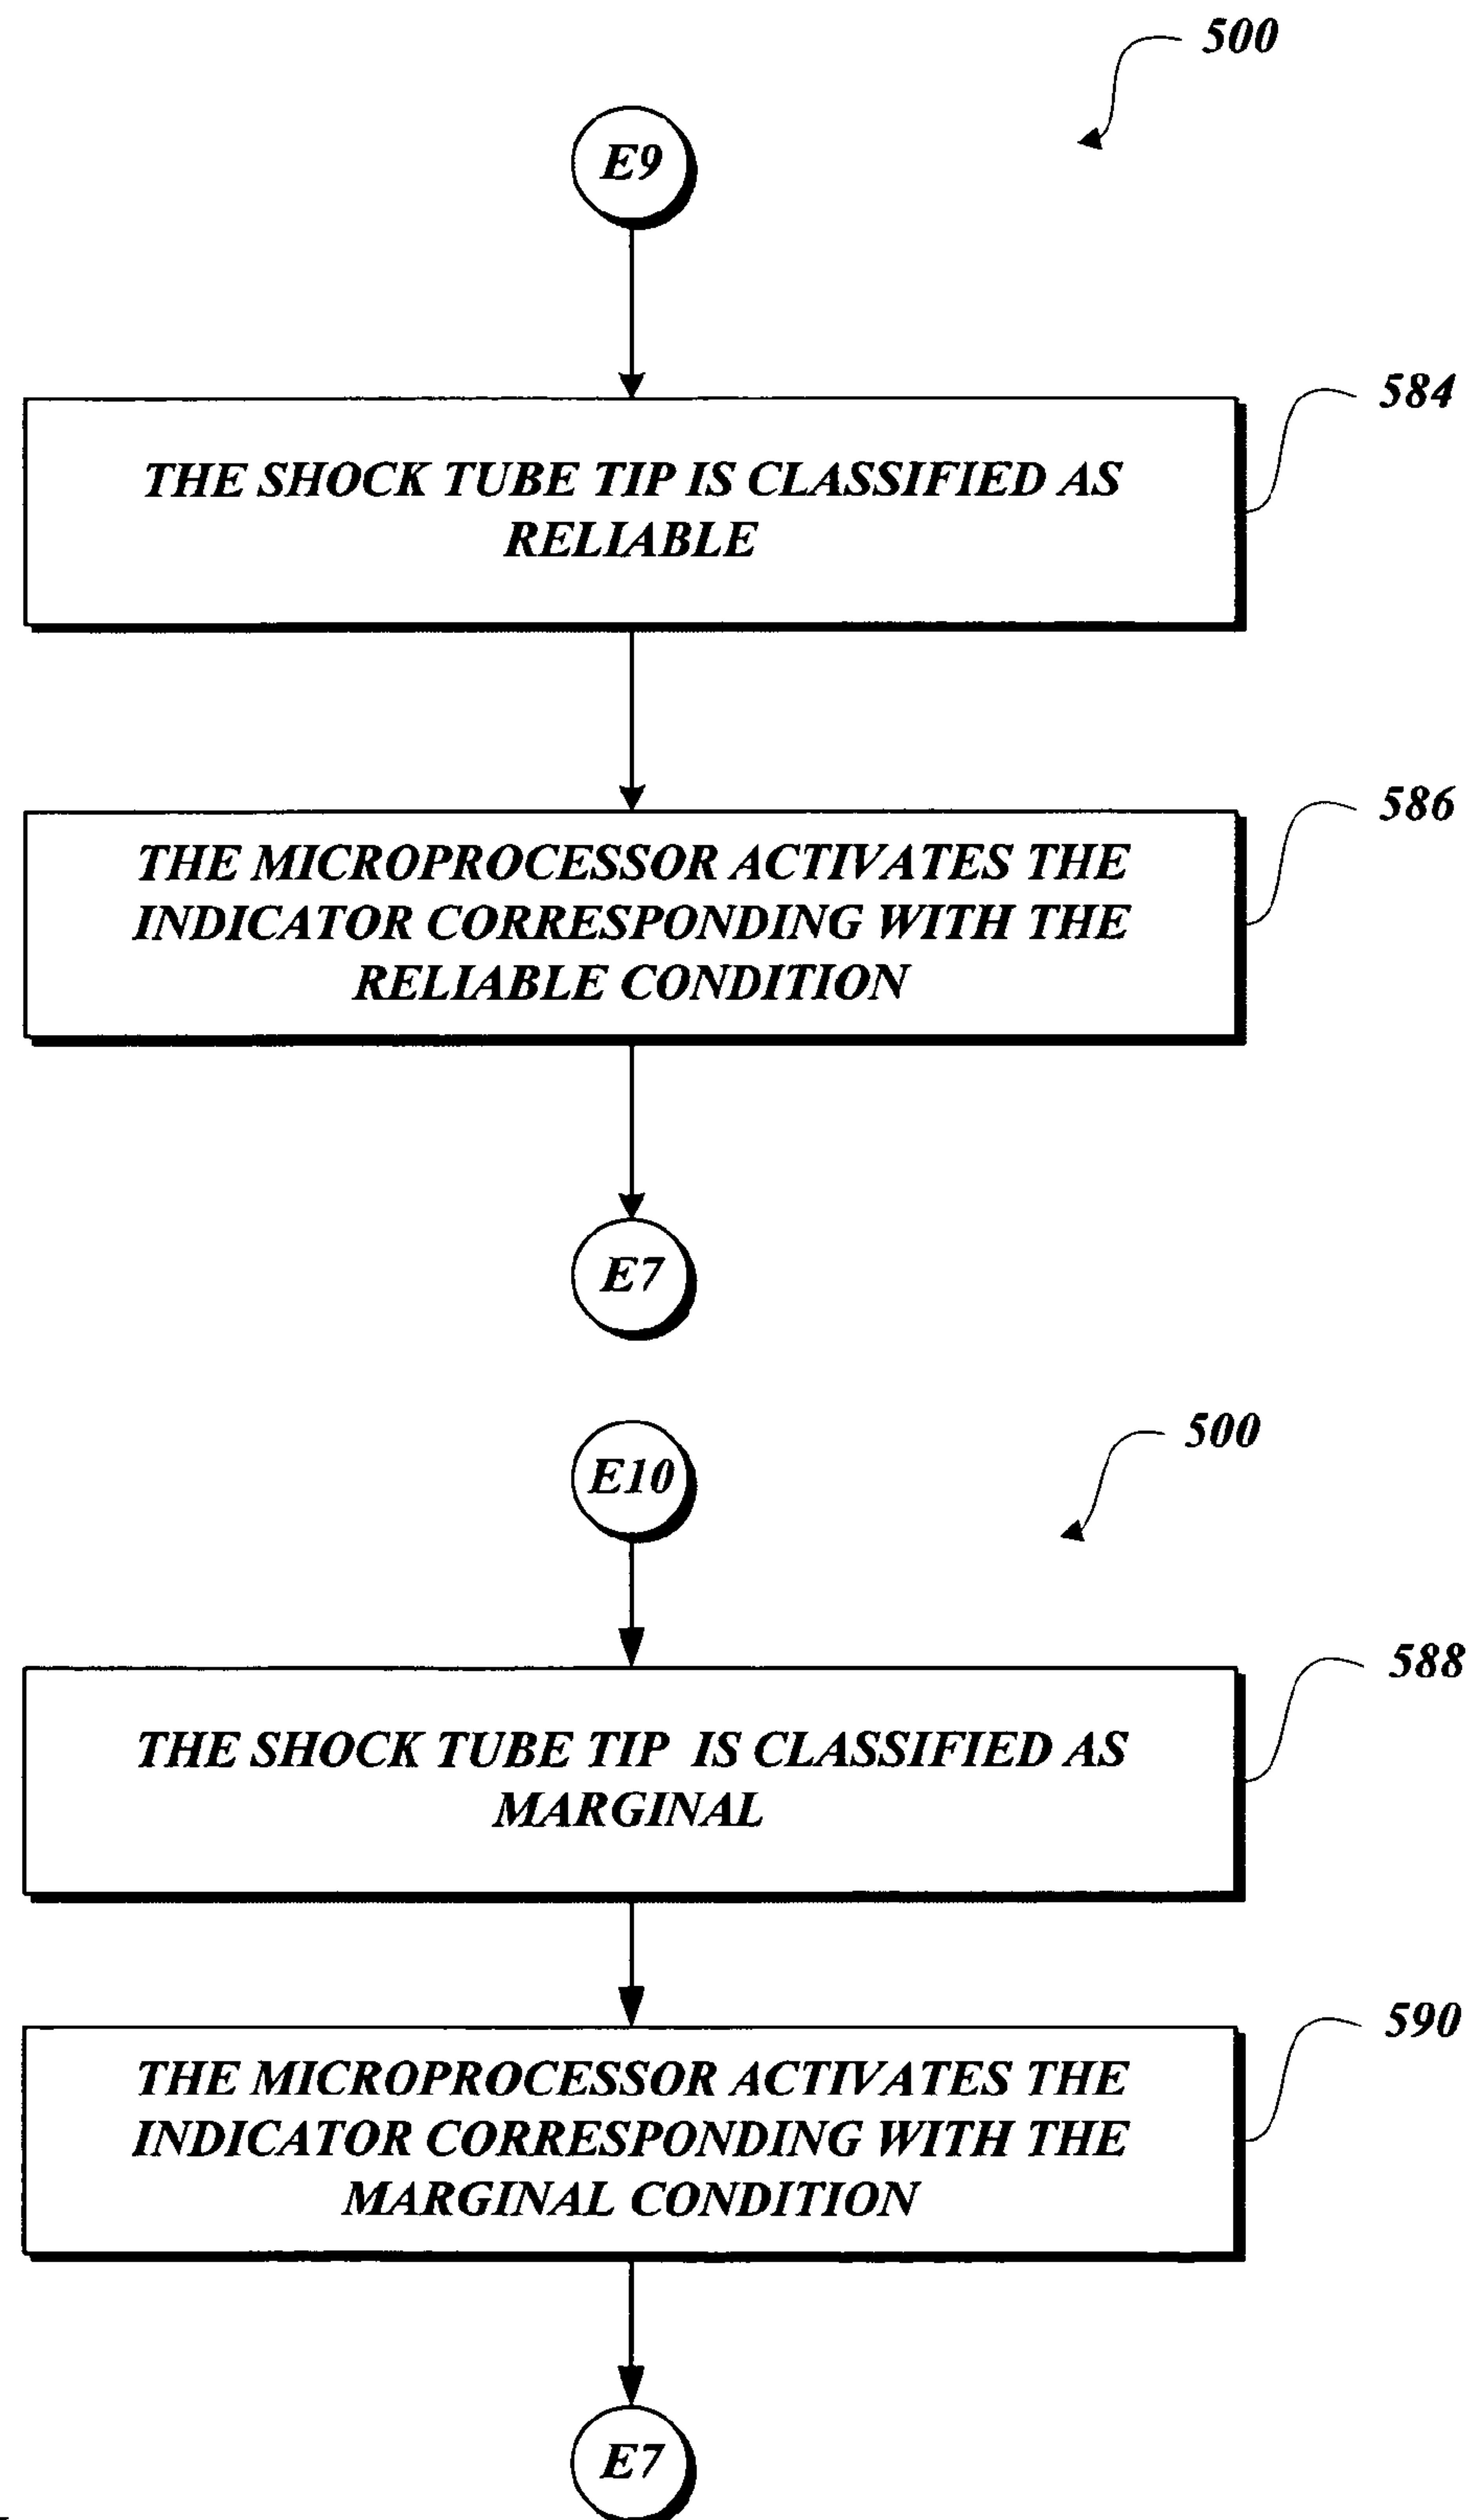 500
E9
584
THE SHOCK TUBE TIP IS CLASSIFIED AS
RELIABLE
586
THE MICROPROCESSOR ACTIVATES THE
INDICATOR CORRESPONDING WITH THE
RELIABLE CONDITION
E7
500
E10
588
THE SHOCK TUBE TIP IS CLASSIFIED AS
MARGINAL
590
THE MICROPROCESSOR ACTIVATES THE
INDICATOR CORRESPONDING WITH THE
MARGINAL CONDITION
E7